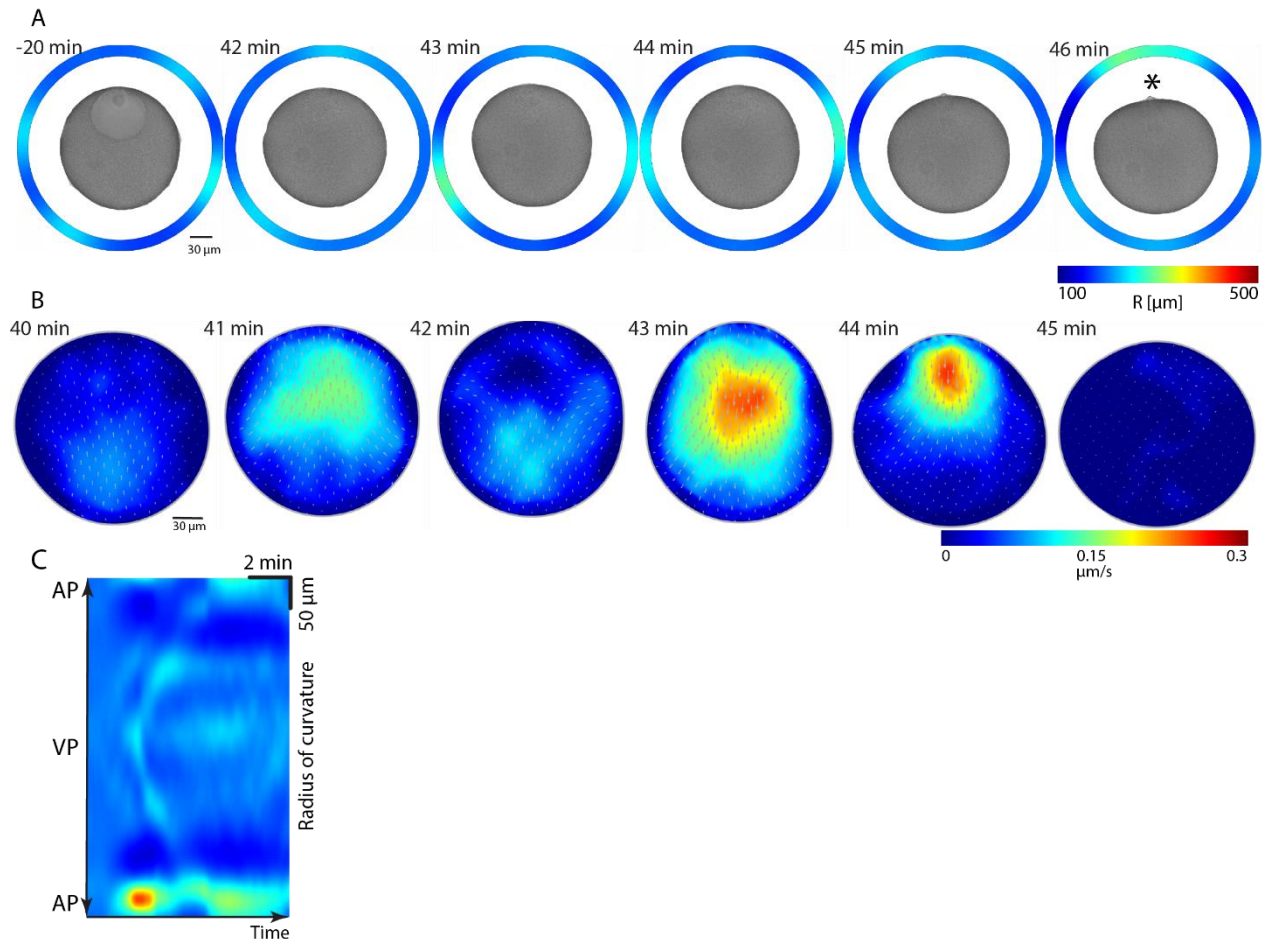 A
-20 min
42 min
43 min
44 min
45 min
46 min
*
30 µm
100
500
R [µm]
B
40 min
41 min
42 min
43 min
44 min
45 min
30 µm
0
0.15
0.3
µm/s
C
2 min
50 µm
AP
VP
AP
Radius of curvature
Time